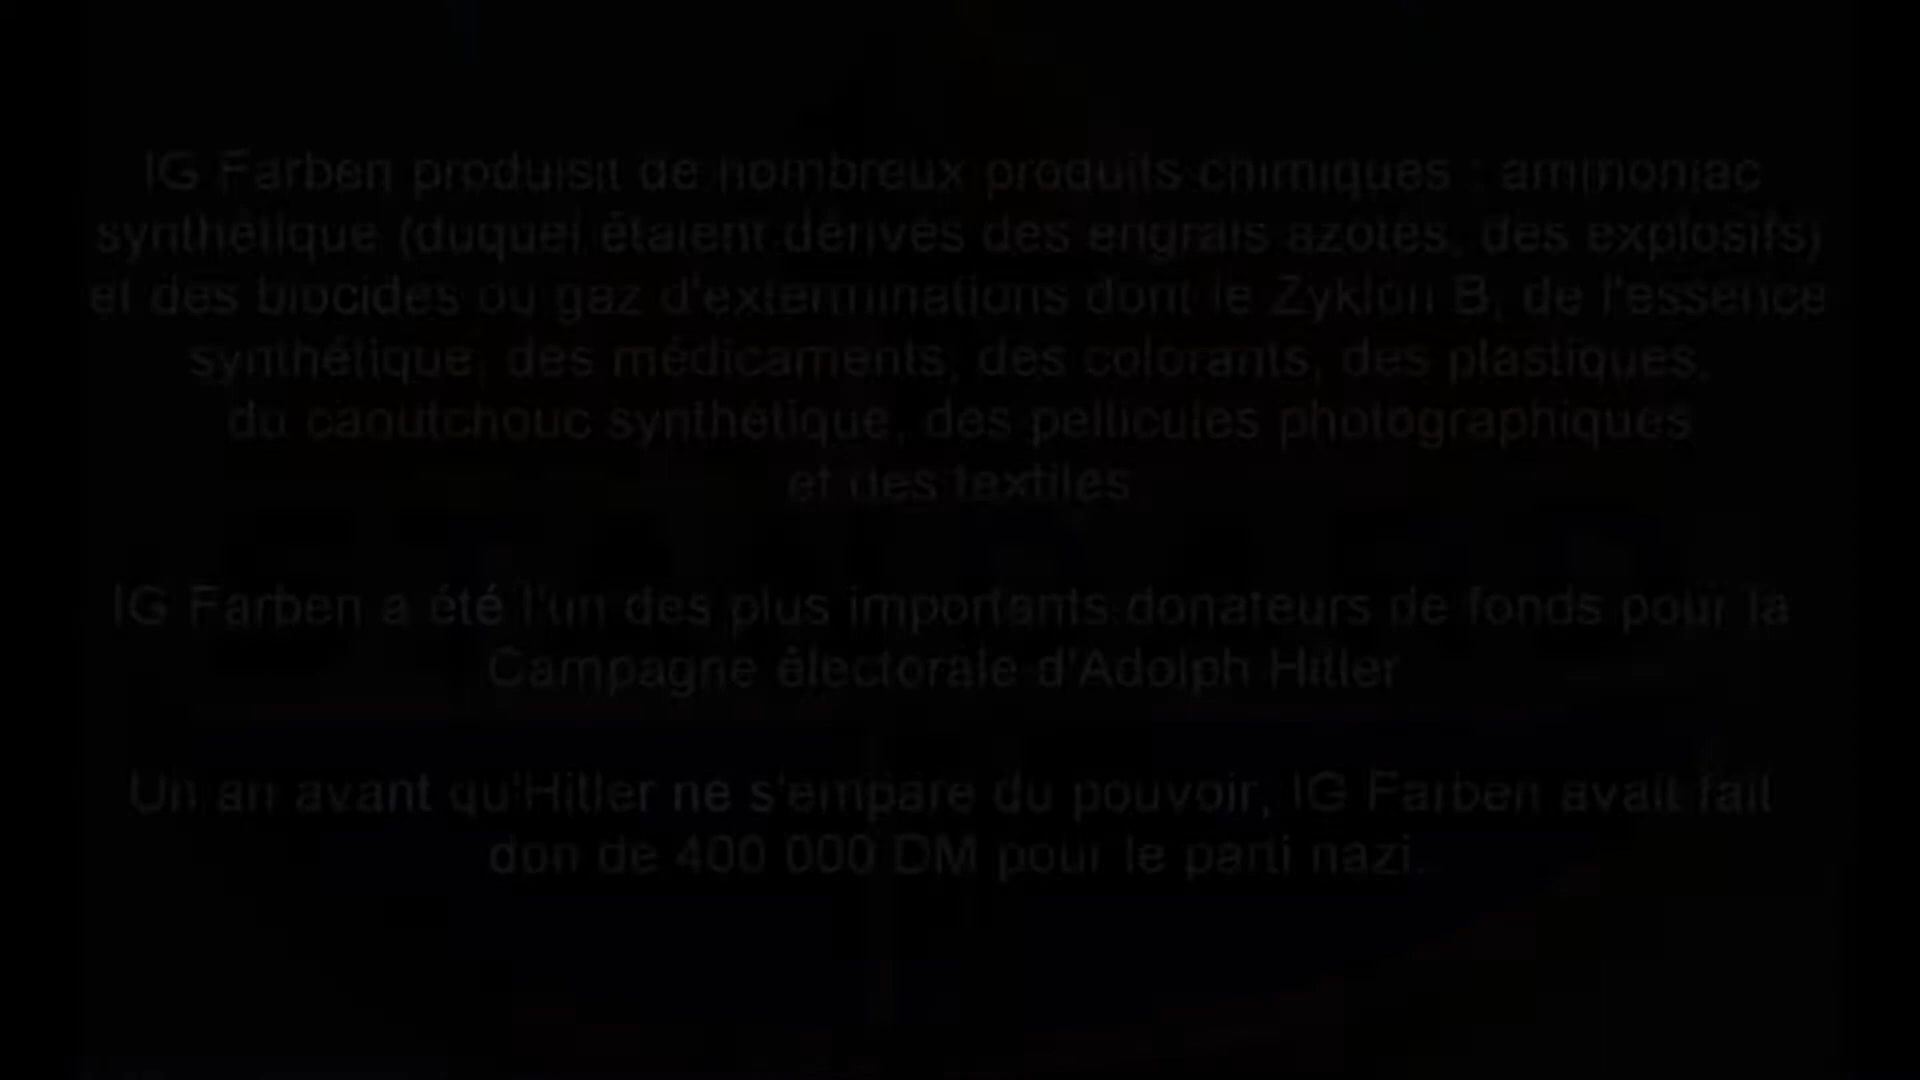 IG Farben produisit de nombreux produits chimiques : ammoniac
synthétique (duquel étaient dérivés des engrais azotés, des explosifs)
et des biocides ou gaz d'exterminations dont le Zyklon B, de l'essence
synthétique, des médicaments, des colorants, des plastiques,
du caoutchouc synthétique, des pellicules photographiques
et des textiles
IG Farben a été l'un des plus importants donateurs de fonds pour la
Campagne électorale d'Adolph Hitler
Un an avant qu'Hitler ne s'empare du pouvoir, IG Farben avait fait
don de 400 000 DM pour le parti nazi.